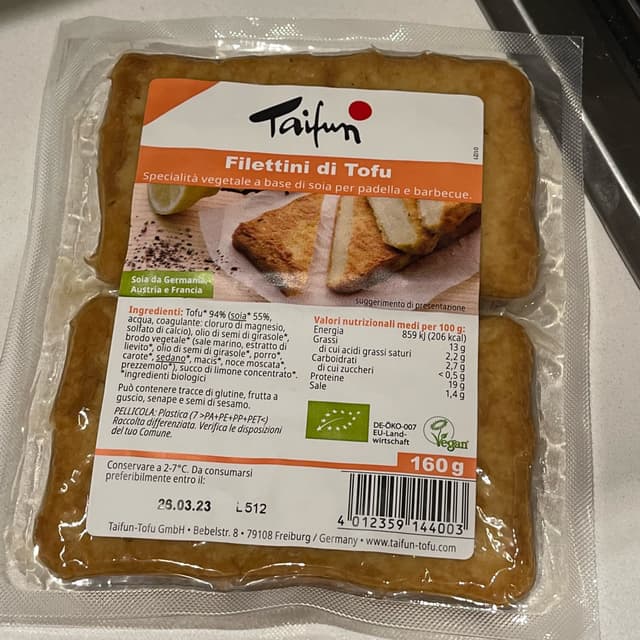 Taifun
01021
Filettini di Tofu
Specialità vegetale a base di soia per padella e barbecue.
Soia da Germania,
Austria e Francia
suggerimento di presentazione
Ingredienti: Tofu* 94% (soia* 55%,
acqua, coagulante: cloruro di magnesio,
solfato di calcio), olio di semi di girasole*,
brodo vegetale* (sale marino, estratto di
lievito*, olio di semi di girasole*, porro*,
carote*, sedano*, macis*, noce moscata*,
prezzemolo*), succo di limone concentrato*.
*ingredienti biologici
Può contenere tracce di glutine, frutta a
guscio, senape e semi di sesamo.
PELLICOLA: Plastica (7 >PA+PE+PP+PET<)
Raccolta differenziata. Verifica le disposizioni
del tuo Comune.
Valori nutrizionali medi per 100 g:
Energia 859 kJ (206 kcal)
Grassi 13 g
di cui acidi grassi saturi 2,2 g
Carboidrati 2,7 g
di cui zuccheri < 0,5 g
Proteine 19 g
Sale 1,4 g
DE-ÖKO-007
EU-Land-
wirtschaft
Vegan
160 g
Conservare a 2-7°C. Da consumarsi
preferibilmente entro il:
26.03.23 L512
4 012359 144003
Taifun-Tofu GmbH • Bebelstr. 8 • 79108 Freiburg / Germany • www.taifun-tofu.com